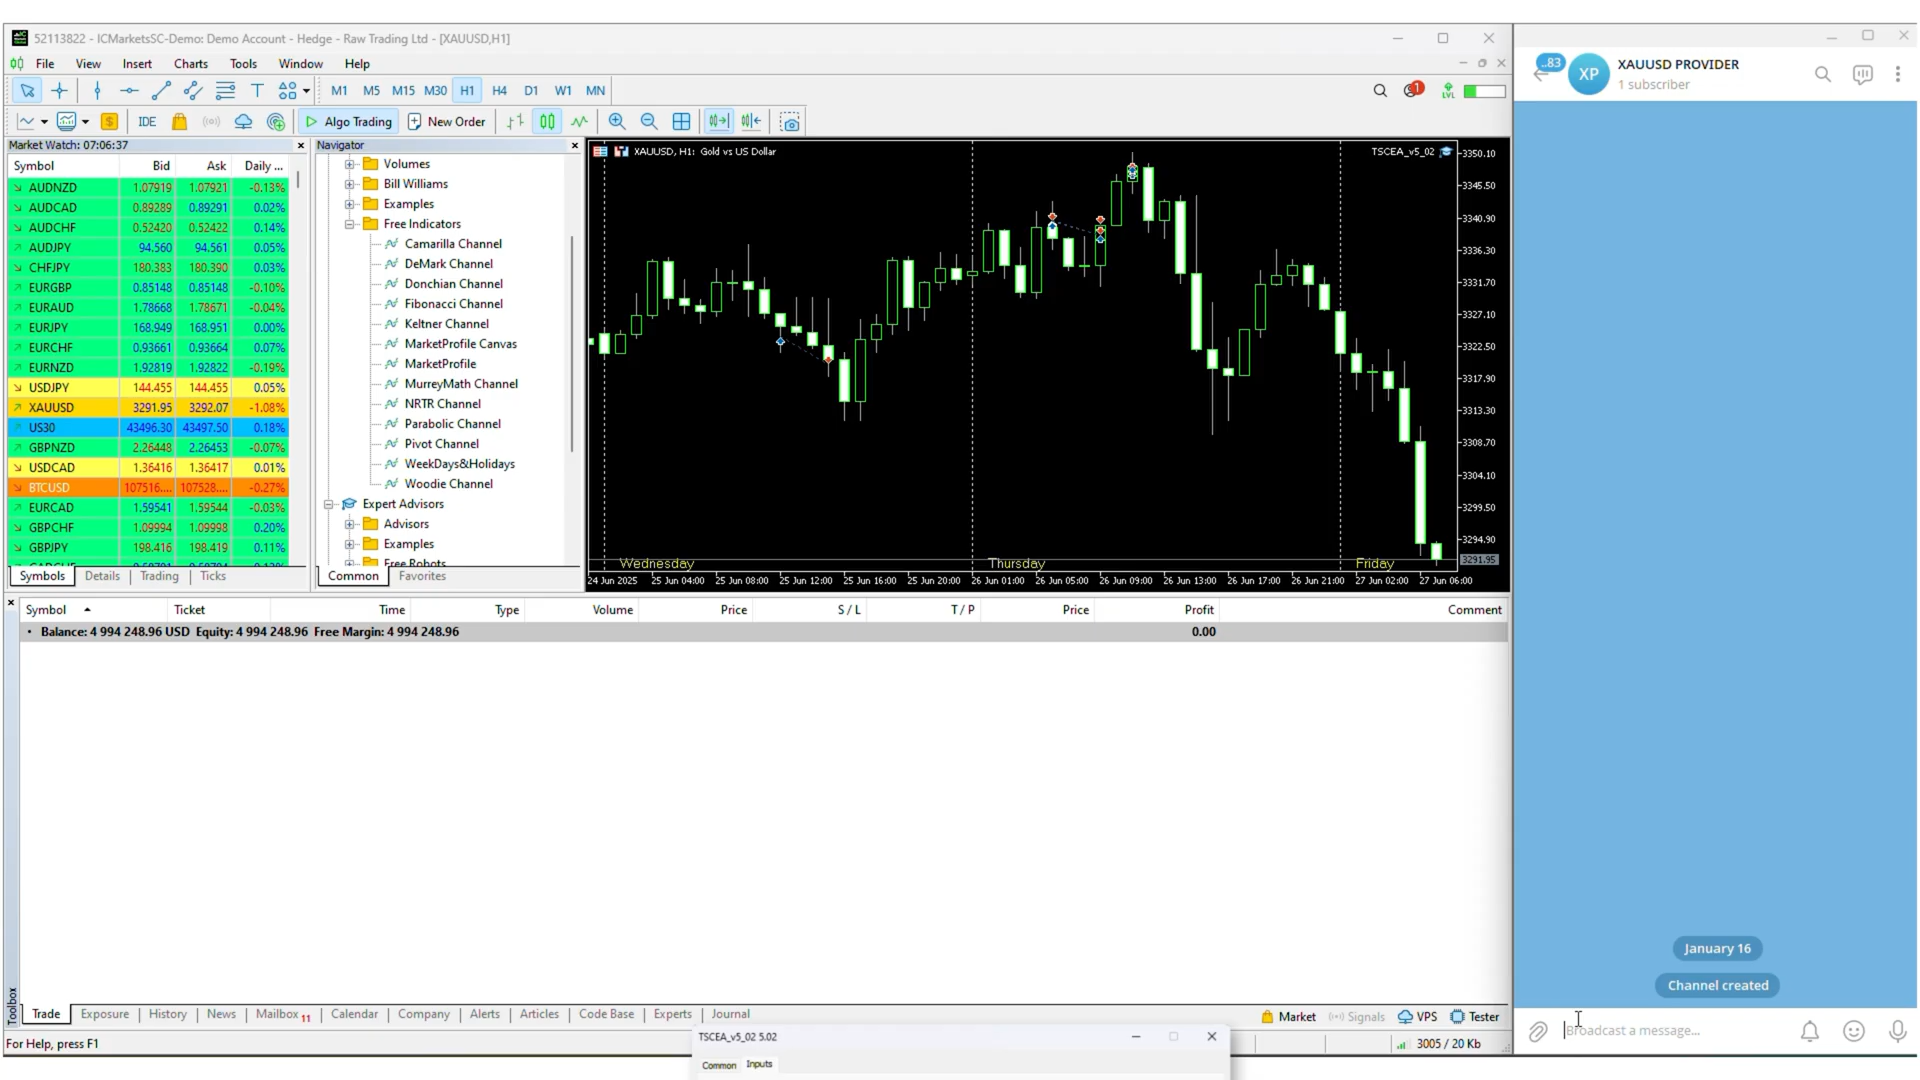 52113822 - ICMarketsSC-Demo: Demo Account - Hedge - Raw Trading Ltd - [XAUUSD,H1]
File View Insert Charts Tools Window Help
M1 M5 M15 M30 H1 H4 D1 W1 MN
1
LVL
IDE
Algo Trading
New Order
Market Watch: 07:06:37
Symbol Bid Ask Daily ...
AUDNZD 1.07919 1.07921 -0.13%
AUDCAD 0.89289 0.89291 0.02%
AUDCHF 0.52420 0.52422 0.14%
AUDJPY 94.560 94.561 0.05%
CHFJPY 180.383 180.390 0.03%
EURGBP 0.85148 0.85148 -0.10%
EURAUD 1.78668 1.78671 -0.04%
EURJPY 168.949 168.951 0.00%
EURCHF 0.93661 0.93664 0.07%
EURNZD 1.92819 1.92822 -0.19%
USDJPY 144.455 144.455 0.05%
XAUUSD 3291.95 3292.07 -1.08%
US30 43496.30 43497.50 0.18%
GBPNZD 2.26448 2.26453 -0.07%
USDCAD 1.36416 1.36417 0.01%
BTCUSD 107516.... 107528.... -0.27%
EURCAD 1.59541 1.59544 -0.03%
GBPCHF 1.09994 1.09998 0.20%
GBPJPY 198.416 198.419 0.11%
Symbols Details Trading Ticks
Navigator
Volumes
Bill Williams
Examples
Free Indicators
Camarilla Channel
DeMark Channel
Donchian Channel
Fibonacci Channel
Keltner Channel
MarketProfile Canvas
MarketProfile
MurreyMath Channel
NRTR Channel
Parabolic Channel
Pivot Channel
WeekDays&Holidays
Woodie Channel
Expert Advisors
Advisors
Examples
Free Robots
Common Favorites
XAUUSD, H1: Gold vs US Dollar
TSCEA_v5_02
3350.10
3345.50
3340.90
3336.30
3331.70
3327.10
3322.50
3317.90
3313.30
3308.70
3304.10
3299.50
3294.90
3291.95
Wednesday Thursday Friday
24 Jun 2025 25 Jun 04:00 25 Jun 08:00 25 Jun 12:00 25 Jun 16:00 25 Jun 20:00 26 Jun 01:00 26 Jun 05:00 26 Jun 09:00 26 Jun 13:00 26 Jun 17:00 26 Jun 21:00 27 Jun 02:00 27 Jun 06:00
Symbol Ticket Time Type Volume Price S / L T / P Price Profit Comment
Balance: 4 994 248.96 USD Equity: 4 994 248.96 Free Margin: 4 994 248.96 0.00
Toolbox
Trade Exposure History News Mailbox 11 Calendar Company Alerts Articles Code Base Experts Journal
Market Signals VPS Tester
For Help, press F1
3005 / 20 Kb
TSCEA_v5_02 5.02
Common Inputs
..83
XP
XAUUSD PROVIDER
1 subscriber
January 16
Channel created
Broadcast a message...